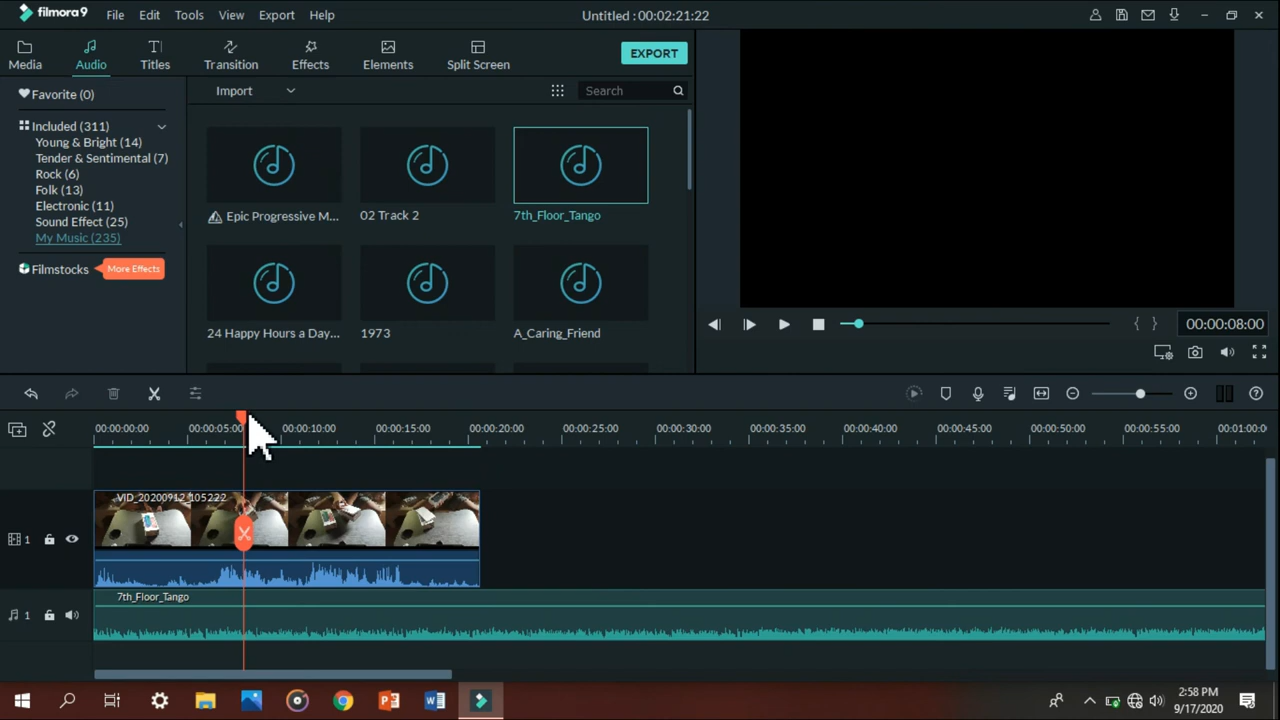 filmora9 File Edit Tools View Export Help Untitled : 00:02:21:22
Media Audio Titles Transition Effects Elements Split Screen EXPORT
Favorite (0)
Included (311)
Young & Bright (14)
Tender & Sentimental (7)
Rock (6)
Folk (13)
Electronic (11)
Sound Effect (25)
My Music (235)
Filmstocks More Effects
Import Search
Epic Progressive M... 02 Track 2 7th_Floor_Tango
24 Happy Hours a Day... 1973 A_Caring_Friend
00:00:08:00
00:00:00:00 00:00:05:00 00:00:10:00 00:00:15:00 00:00:20:00 00:00:25:00 00:00:30:00 00:00:35:00 00:00:40:00 00:00:45:00 00:00:50:00 00:00:55:00 00:01:00:0
VID_20200912_105222
1
7th_Floor_Tango
1
2:58 PM
9/17/2020